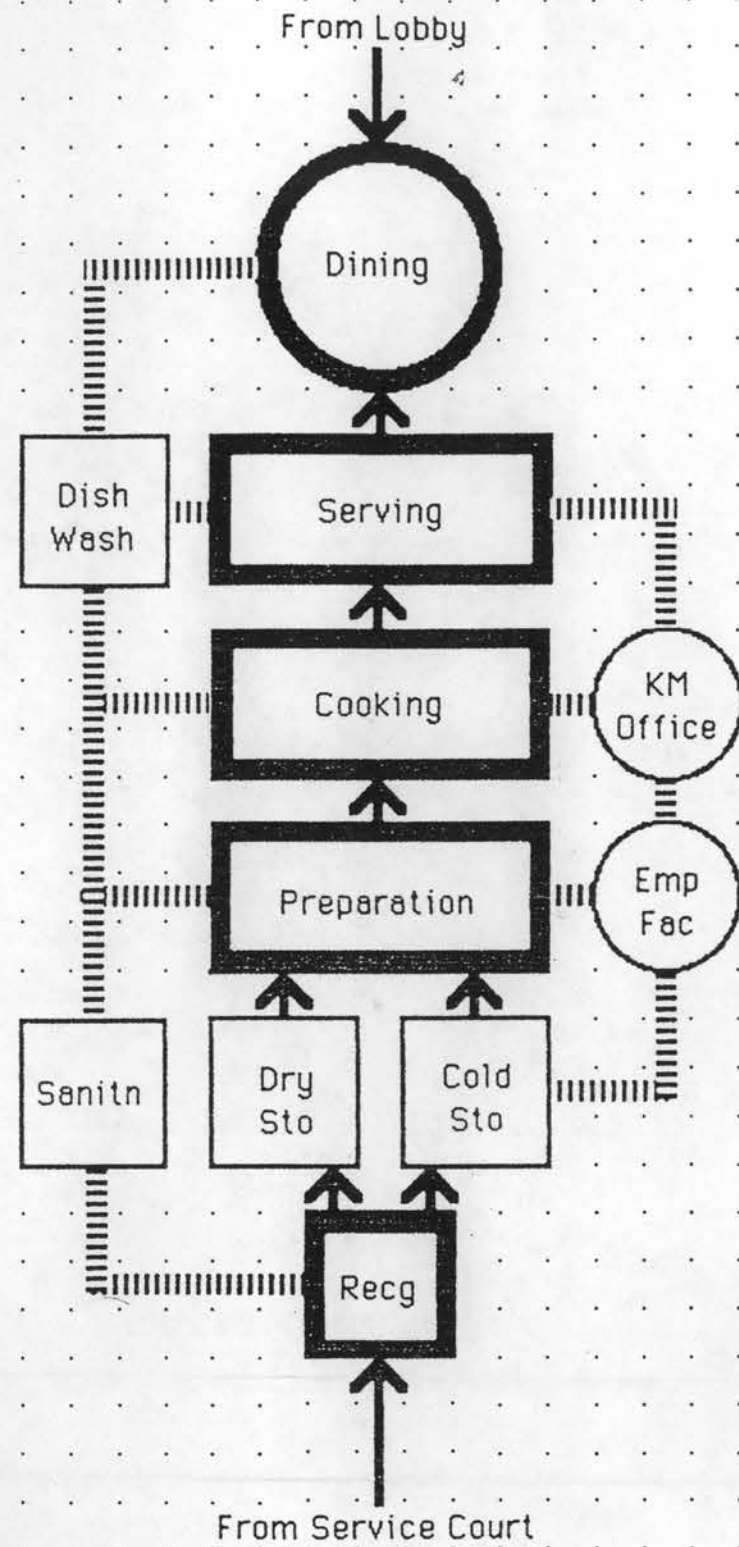 From Lobby
Dining
Dish
Wash
Serving
Cooking
KM
Office
Preparation
Emp
Fac
Sanitn
Dry
Sto
Cold
Sto
Recg
From Service Court